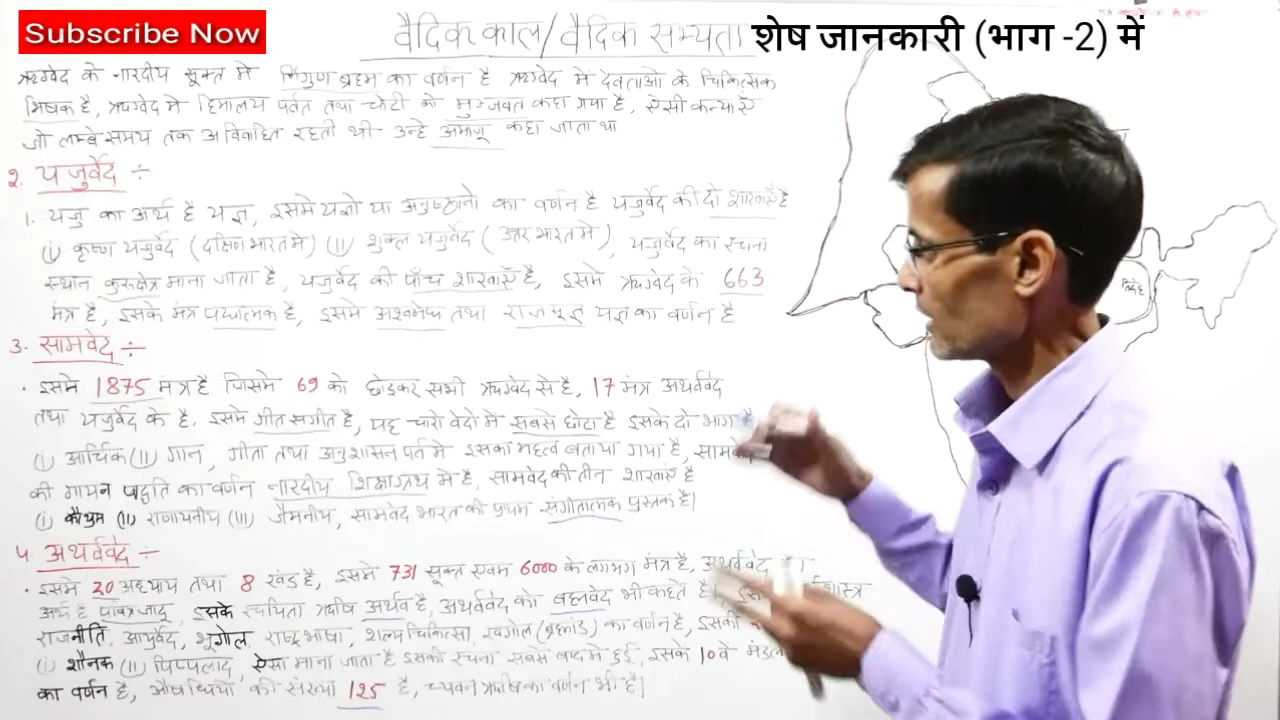 Subscribe Now
वैदिक काल/वैदिक सभ्यता
शेष जानकारी (भाग -2) में
ऋग्वेद के नारदीय सूक्त मे निर्गुण ब्रह्म का वर्णन है ऋग्वेद मे देवताओ के चिकित्सक
भिषक है, ऋग्वेद मे हिमालय पर्वत तथा चोटी को मुन्जवत कहा गया है, ऐसी कन्याऐं
जो लम्बे समय तक अविवाहित रहती थी उन्हे अमाजू कहा जाता था
2. यजुर्वेद ÷
1. यजु का अर्थ है यज्ञ, इसमे यज्ञो या अनुष्ठानो का वर्णन है यजुर्वेद की दो शाखाऐं है
(i) कृष्ण यजुर्वेद (दक्षिण भारत मे) (II) शुक्ल यजुर्वेद (उत्तर भारत मे), यजुर्वेद का रचना
स्थान कुरुक्षेत्र माना जाता है, यजुर्वेद की पाँच शाखाऐं है, इसमे ऋग्वेद के 663
मंत्र है, इसके मंत्र पद्यात्मक है, इसमे अश्वमेध तथा राजसूय यज्ञ का वर्णन है
3. सामवेद ÷
· इसमे 1875 मंत्र है जिसमे 69 को छोडकर सभी ऋग्वेद से है, 17 मंत्र अथर्ववेद
तथा यजुर्वेद के है. इसमे गीत संगीत है, यह चारो वेदो मे सबसे छोटा है इसके दो भाग है
(i) आर्चिक (II) गान, गीता तथा अनुशासन पर्व मे इसका महत्व बताया गया है,
की गायन पद्दति का वर्णन नारदीय शिक्षा ग्रंथ मे है. सामवेद की तीन शाखाऐं है
(i) कौथुम (II) राणायनीय (III) जैमनीय, सामवेद भारत की प्रथम संगीतात्मक पुस्तक है।
4. अथर्ववेद ÷
· इसमे 20 अध्याय तथा 8 खंड है, इसमे 731 सूक्त एवम 6000 के लगभग मंत्र है, अथर्ववेद
अर्थ है पवित्र जादू, इसके रचयिता ऋषि अर्थव है, अथर्ववेद को ब्रह्मवेद भी कहते है
राजनीति, आयुर्वेद, भूगोल, राष्ट्रभाषा, शल्य चिकित्सा, खगोल (ब्रह्मांड) का वर्णन है, इसकी
(i) शौनक (II) पिप्पलाद, ऐसा माना जाता है इसकी रचना सबसे बाद मे हुई, इसके 10वें मंडल
का वर्णन है, औषधियों की संख्या 125 है, च्यवन ऋषि का वर्णन भी है।
विदेह